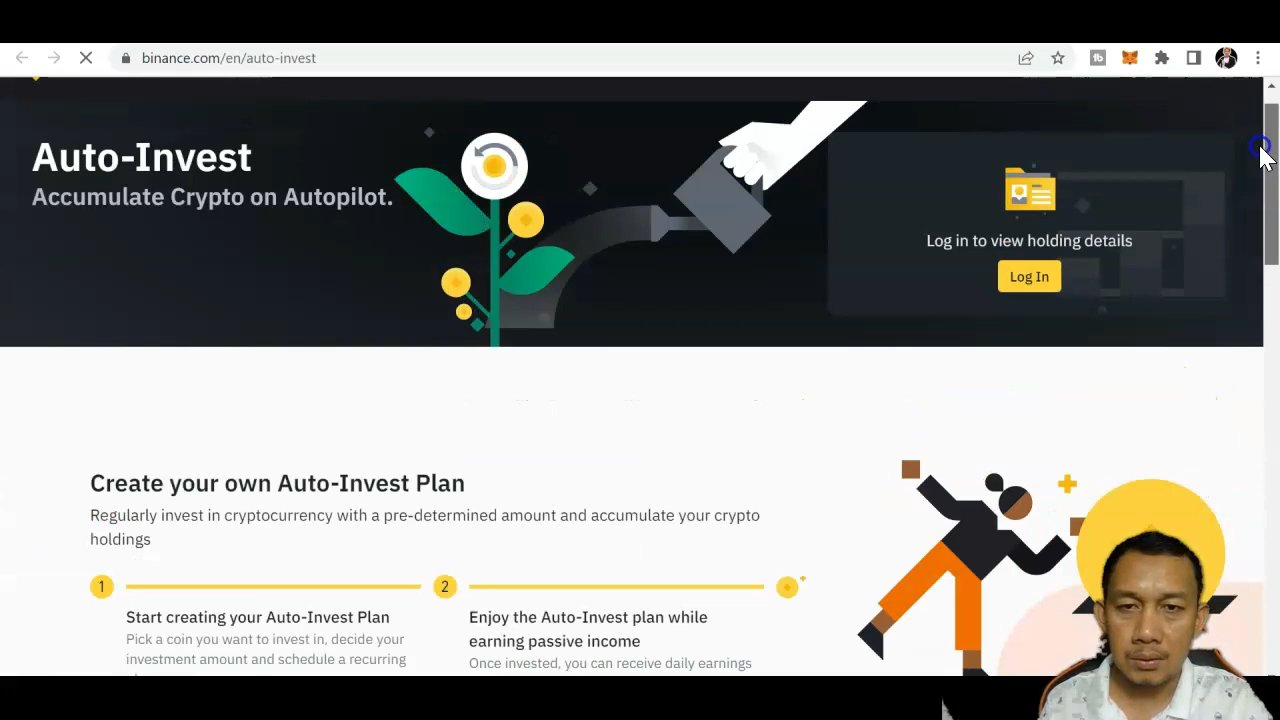 binance.com/en/auto-invest
Auto-Invest
Accumulate Crypto on Autopilot.
Log in to view holding details
Log In
Create your own Auto-Invest Plan
Regularly invest in cryptocurrency with a pre-determined amount and accumulate your crypto
holdings
1
2
Start creating your Auto-Invest Plan
Pick a coin you want to invest in, decide your
investment amount and schedule a recurring
Enjoy the Auto-Invest plan while
earning passive income
Once invested, you can receive daily earnings